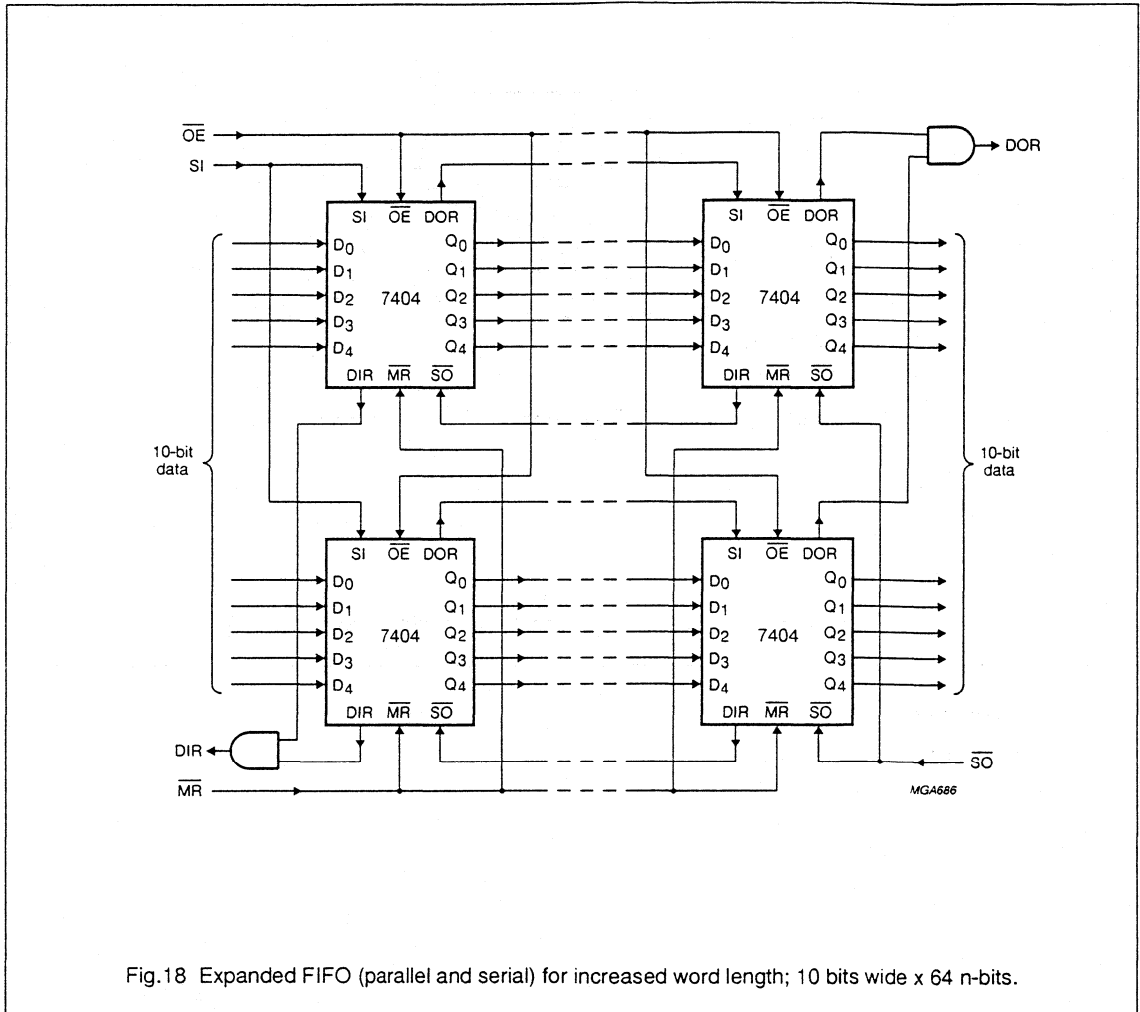 OE
SI
DOR
SI OE DOR
SI OE DOR
D0 Q0
D1 Q1
D2 7404 Q2
D3 Q3
D4 Q4
DIR MR SO
D0 Q0
D1 Q1
D2 7404 Q2
D3 Q3
D4 Q4
DIR MR SO
10-bit
data
10-bit
data
SI OE DOR
SI OE DOR
D0 Q0
D1 Q1
D2 7404 Q2
D3 Q3
D4 Q4
DIR MR SO
D0 Q0
D1 Q1
D2 7404 Q2
D3 Q3
D4 Q4
DIR MR SO
DIR
MR
SO
MGA686
Fig.18 Expanded FIFO (parallel and serial) for increased word length; 10 bits wide x 64 n-bits.